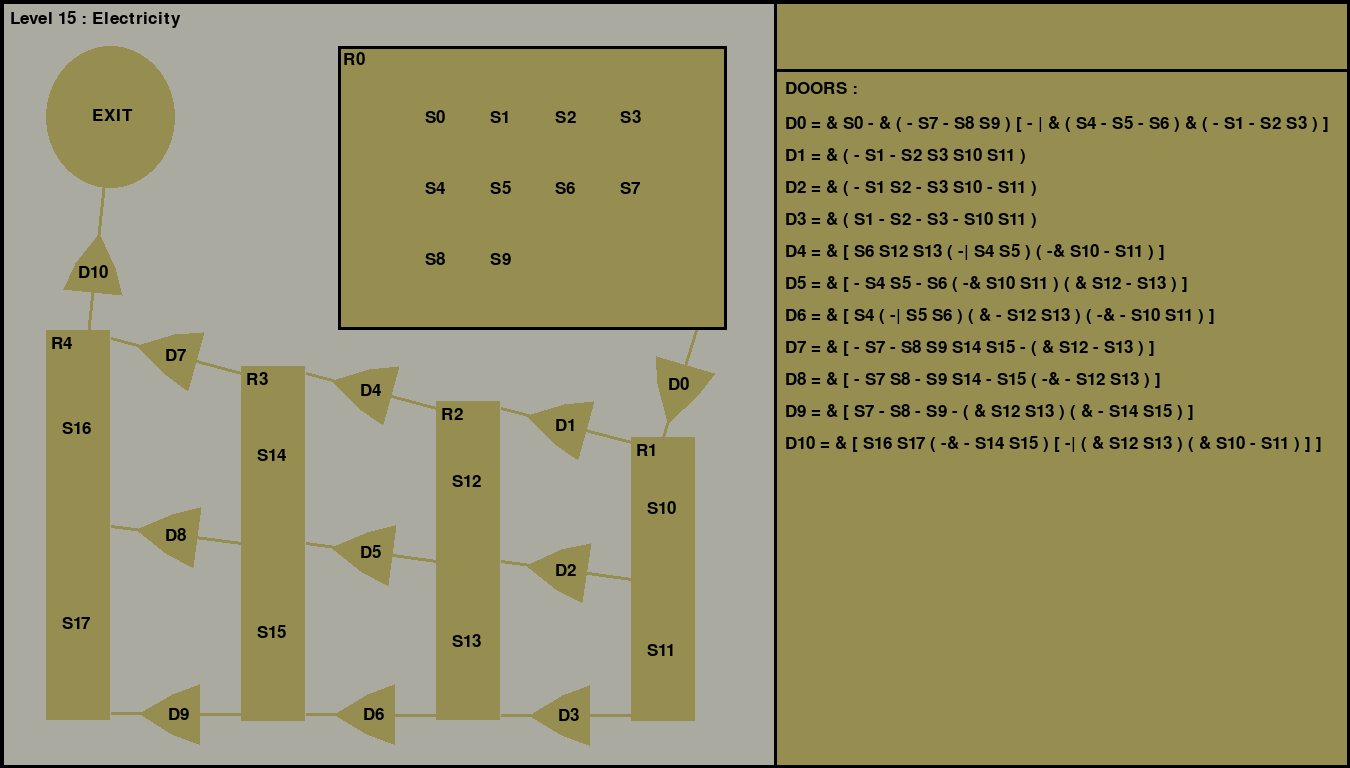 Level 15 : Electricity
EXIT
R0
S0 S1 S2 S3
S4 S5 S6 S7
S8 S9
D10
R4
D7
R3
D4
R2
D1
R1
D0
S16
S14
S12
S10
D8
D5
D2
S17
S15
S13
S11
D9
D6
D3
DOORS :
D0 = & S0 - & ( - S7 - S8 S9 ) [ - | & ( S4 - S5 - S6 ) & ( - S1 - S2 S3 ) ]
D1 = & ( - S1 - S2 S3 S10 S11 )
D2 = & ( - S1 S2 - S3 S10 - S11 )
D3 = & ( S1 - S2 - S3 - S10 S11 )
D4 = & [ S6 S12 S13 ( -| S4 S5 ) ( -& S10 - S11 ) ]
D5 = & [ - S4 S5 - S6 ( -& S10 S11 ) ( & S12 - S13 ) ]
D6 = & [ S4 ( -| S5 S6 ) ( & - S12 S13 ) ( -& - S10 S11 ) ]
D7 = & [ - S7 - S8 S9 S14 S15 - ( & S12 - S13 ) ]
D8 = & [ - S7 S8 - S9 S14 - S15 ( -& - S12 S13 ) ]
D9 = & [ S7 - S8 - S9 - ( & S12 S13 ) ( & - S14 S15 ) ]
D10 = & [ S16 S17 ( -& - S14 S15 ) [ -| ( & S12 S13 ) ( & S10 - S11 ) ] ]